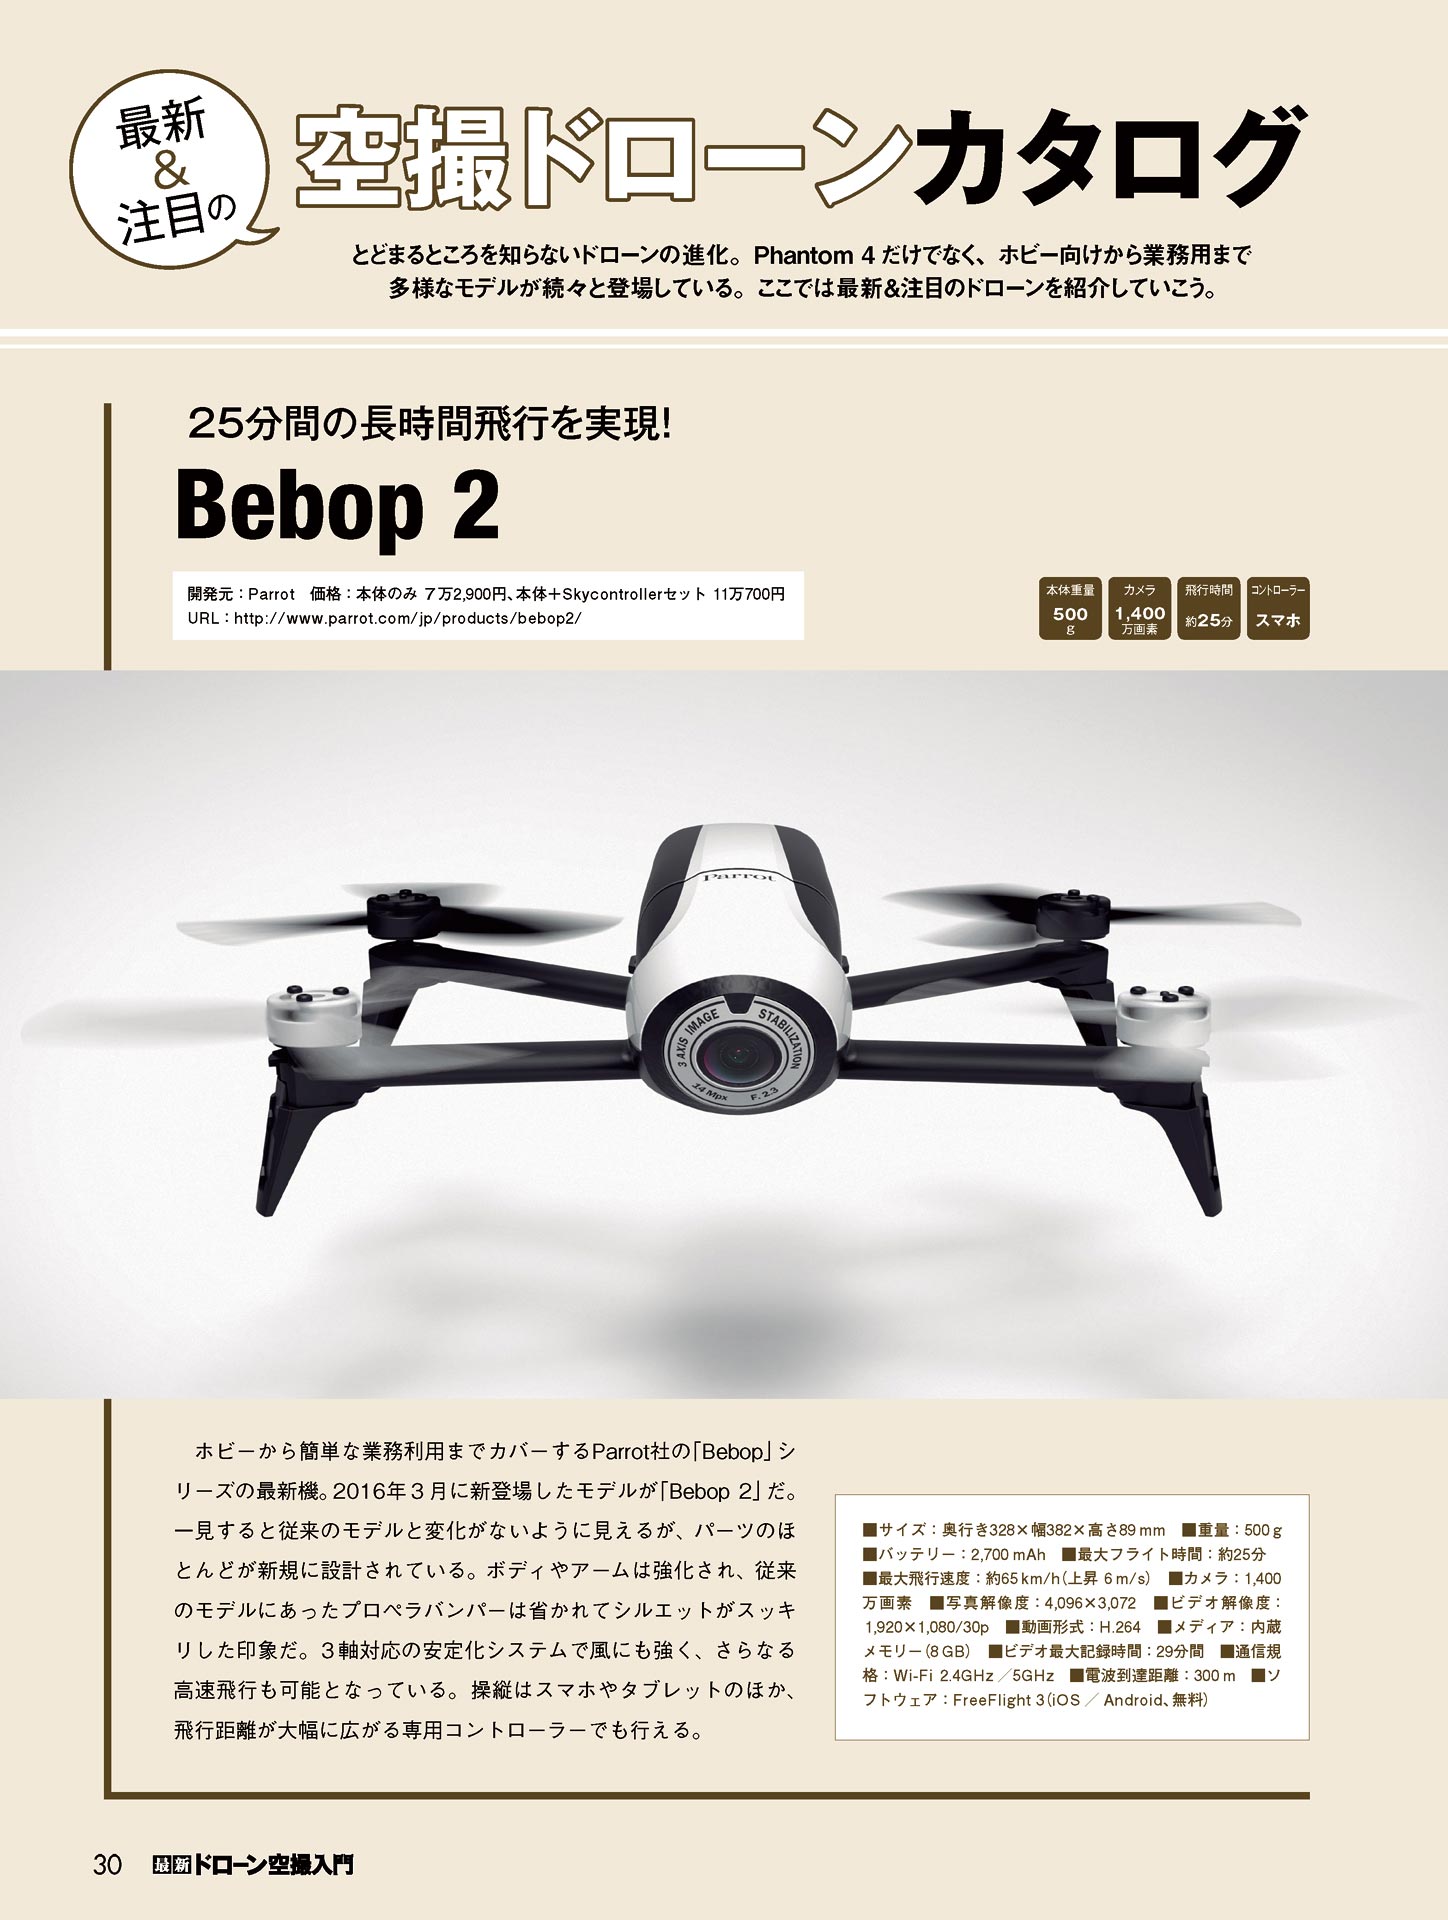 最新
&
注目の
空撮ドローンカタログ
とどまるところを知らないドローンの進化。Phantom 4 だけでなく、ホビー向けから業務用まで
多様なモデルが続々と登場している。ここでは最新&注目のドローンを紹介していこう。
25分間の長時間飛行を実現！
Bebop 2
開発元：Parrot　価格：本体のみ 7万2,900円、本体＋Skycontrollerセット 11万700円
URL：http://www.parrot.com/jp/products/bebop2/
本体重量
500
g
カメラ
1,400
万画素
飛行時間
約25分
コントローラー
スマホ
Parrot
3 AXIS IMAGE STABILIZATION
14 Mpx F. 2.3
ホビーから簡単な業務利用までカバーするParrot社の「Bebop」シ
リーズの最新機。2016年3月に新登場したモデルが「Bebop 2」だ。
一見すると従来のモデルと変化がないように見えるが、パーツのほ
とんどが新規に設計されている。ボディやアームは強化され、従来
のモデルにあったプロペラバンパーは省かれてシルエットがスッキ
リした印象だ。3軸対応の安定化システムで風にも強く、さらなる
高速飛行も可能となっている。操縦はスマホやタブレットのほか、
飛行距離が大幅に広がる専用コントローラーでも行える。
■サイズ：奥行き328×幅382×高さ89mm　■重量：500g
■バッテリー：2,700mAh　■最大フライト時間：約25分
■最大飛行速度：約65km/h（上昇 6m/s）　■カメラ：1,400
万画素　■写真解像度：4,096×3,072　■ビデオ解像度：
1,920×1,080/30p　■動画形式：H.264　■メディア：内蔵
メモリー（8GB）　■ビデオ最大記録時間：29分間　■通信規
格：Wi-Fi 2.4GHz／5GHz　■電波到達距離：300m　■ソ
フトウェア：FreeFlight 3（iOS／Android、無料）
30　最新ドローン空撮入門